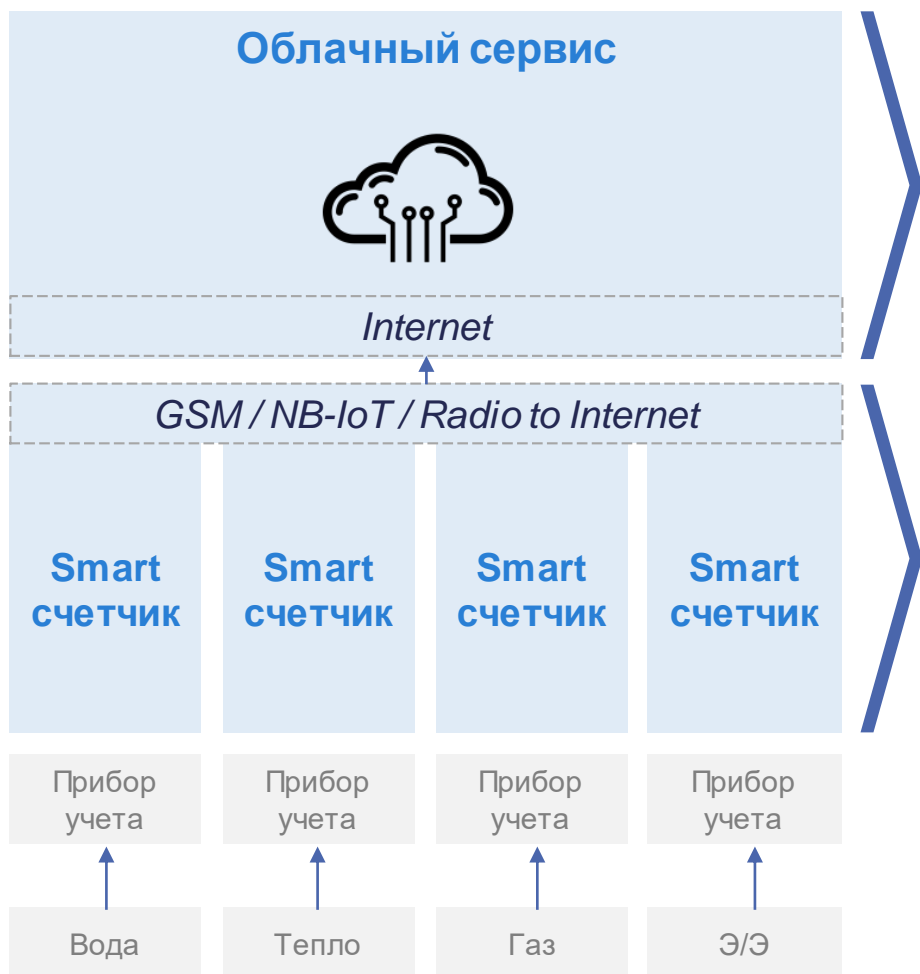 Облачный сервис
Internet
GSM / NB-IoT / Radio to Internet
Smart
счетчик
Smart
счетчик
Smart
счетчик
Smart
счетчик
Прибор
учета
Прибор
учета
Прибор
учета
Прибор
учета
Вода
Тепло
Газ
Э/Э